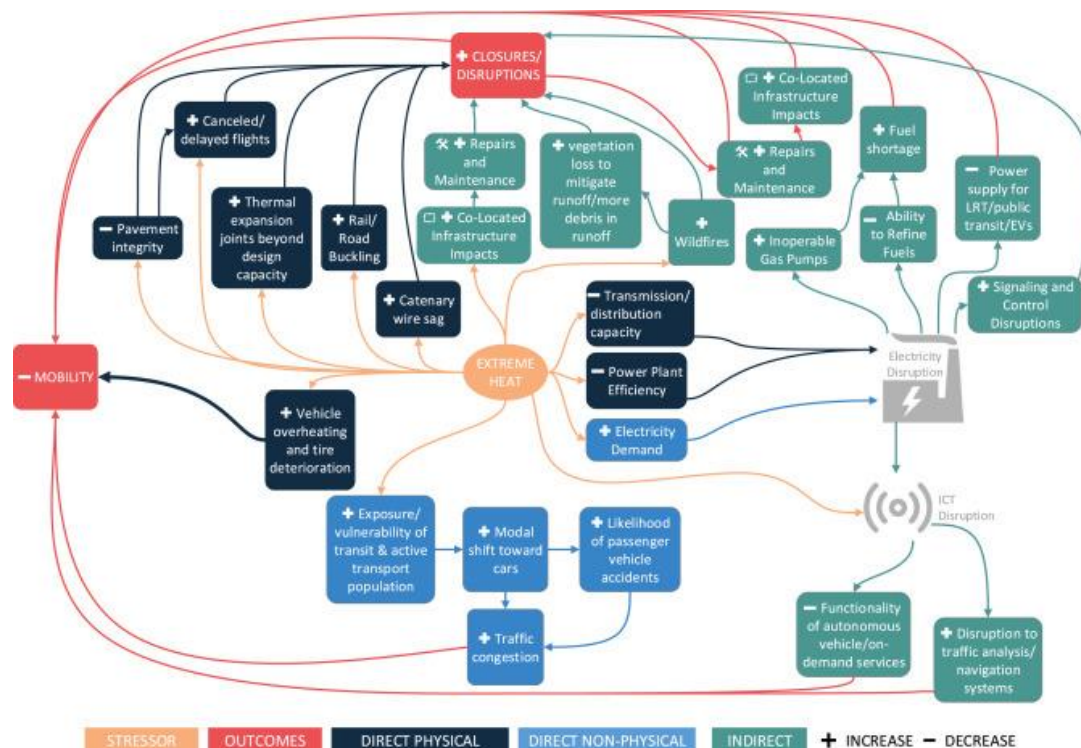 + CLOSURES/
DISRUPTIONS
+ Canceled/
delayed flights
+ Repairs
and
Maintenance
+ vegetation
loss to
mitigate
runoff/more
debris in
runoff
+ Co-Located
Infrastructure
Impacts
+ Fuel
shortage
+ Repairs
and
Maintenance
− Power
supply for
LRT/public
transit/EVs
− Pavement
integrity
+ Thermal
expansion
joints beyond
design
capacity
+ Rail/
Road
Buckling
+ Co-Located
Infrastructure
Impacts
+
Wildfires
+ Inoperable
Gas Pumps
− Ability
to Refine
Fuels
+ Catenary
wire sag
− Transmission/
distribution
capacity
+ Signaling and
Control
Disruptions
− MOBILITY
EXTREME
HEAT
− Power Plant
Efficiency
Electricity
Disruption
+ Vehicle
overheating
and tire
deterioration
+ Electricity
Demand
+ Exposure/
vulnerability of
transit & active
transport
population
+ Modal
shift toward
cars
+ Likelihood
of passenger
vehicle
accidents
ICT
Disruption
+ Traffic
congestion
− Functionality
of autonomous
vehicle/on-
demand services
+ Disruption to
traffic analysis/
navigation
systems
STRESSOR OUTCOMES DIRECT PHYSICAL DIRECT NON-PHYSICAL INDIRECT + INCREASE − DECREASE